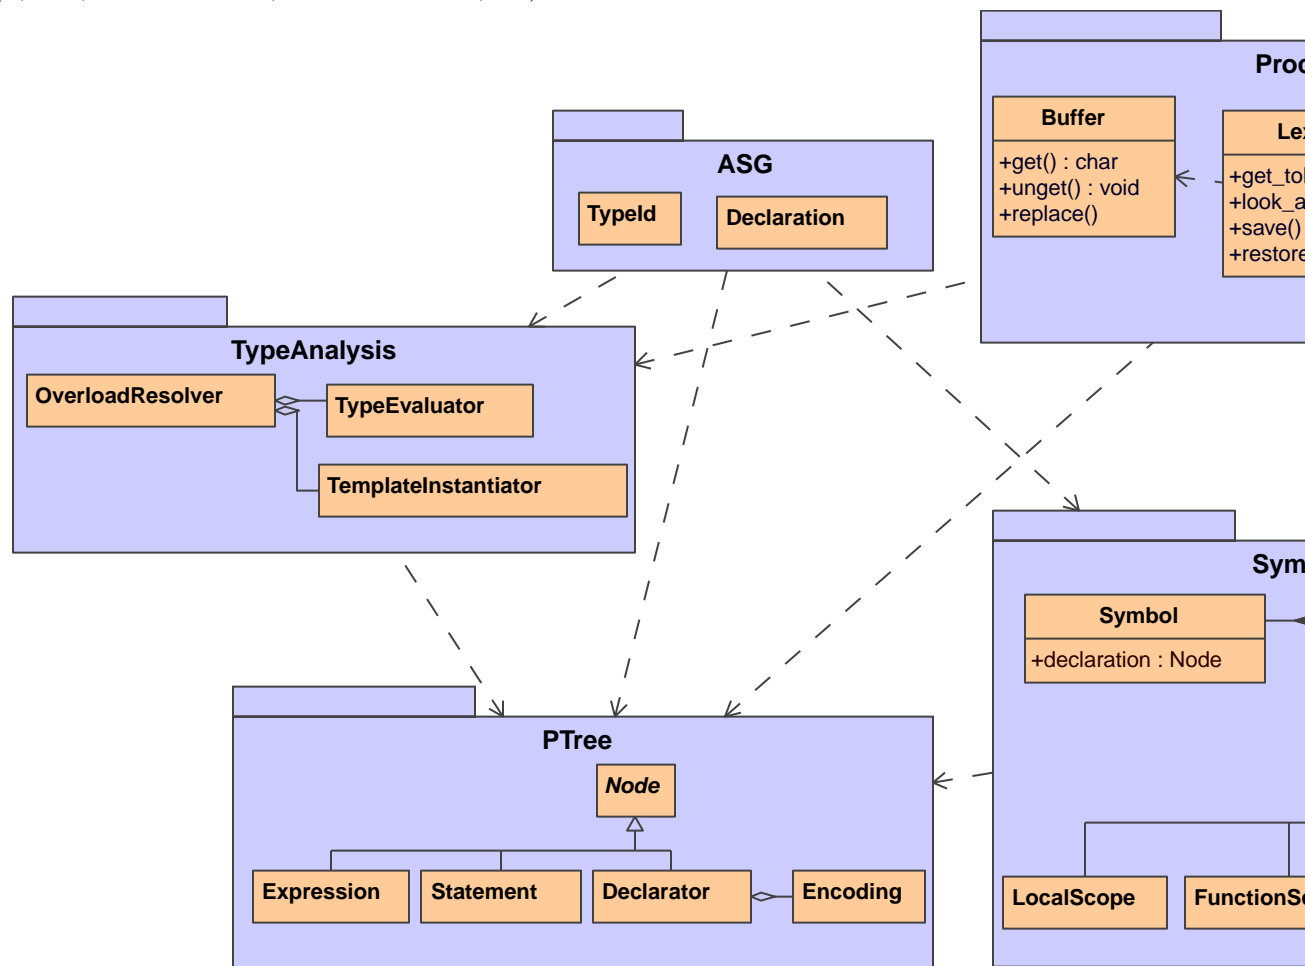 Buffer
+get() : char
+unget() : void
+replace()
+save()
ASG
TypeId
Declaration
TypeAnalysis
OverloadResolver
TypeEvaluator
TemplateInstantiator
Symbol
+declaration : Node
PTree
Node
Expression
Statement
Declarator
Encoding
LocalScope